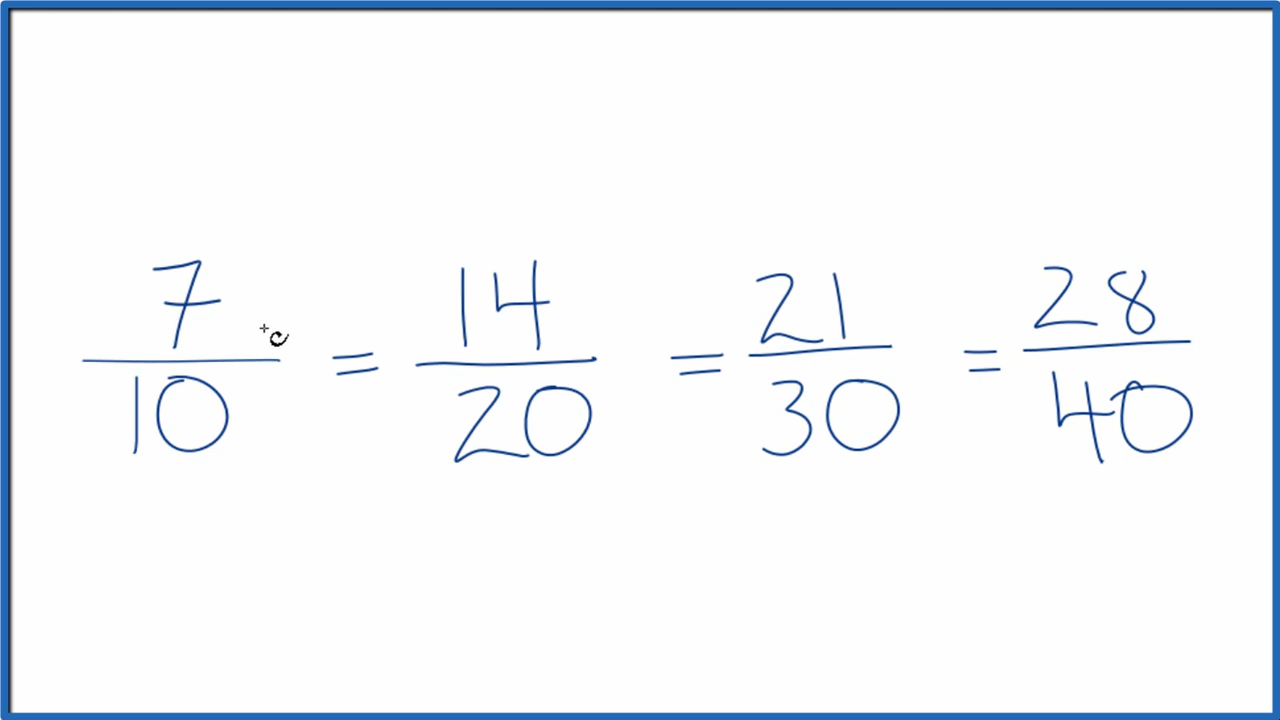 7/10 = 14/20 = 21/30 = 28/40